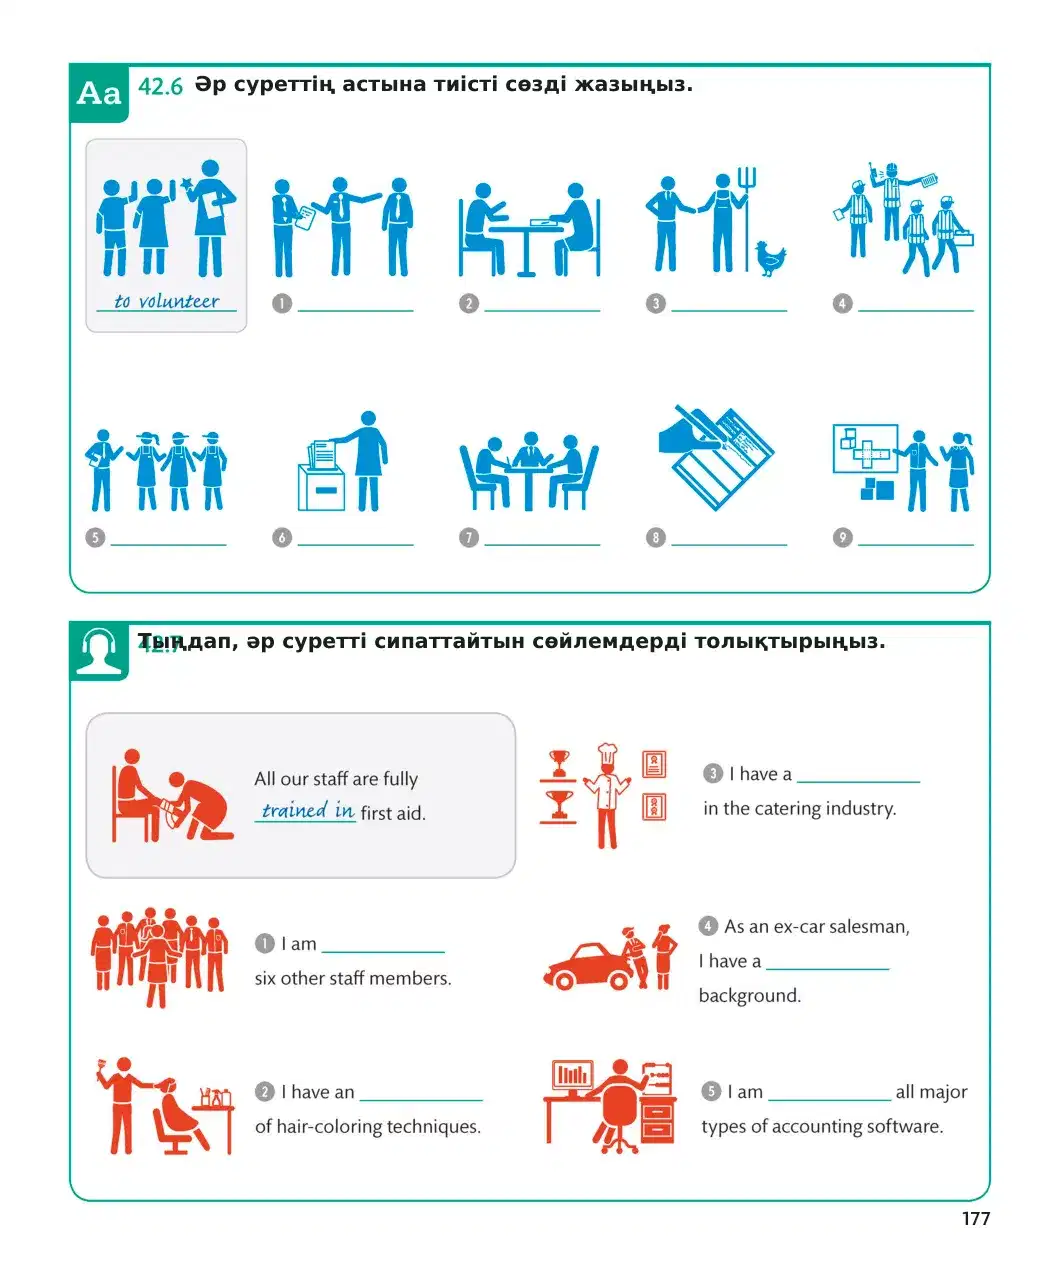 Aa 42.6 Әр суреттің астына тиісті сөзді жазыңыз.
to volunteer
1
2
3
4
5
6
7
8
9
42.7 Тыңдап, әр суретті сипаттайтын сөйлемдерді толықтырыңыз.
All our staff are fully
trained in first aid.
3 I have a
in the catering industry.
1 I am
six other staff members.
4 As an ex-car salesman,
I have a
background.
2 I have an
of hair-coloring techniques.
5 I am all major
types of accounting software.
177